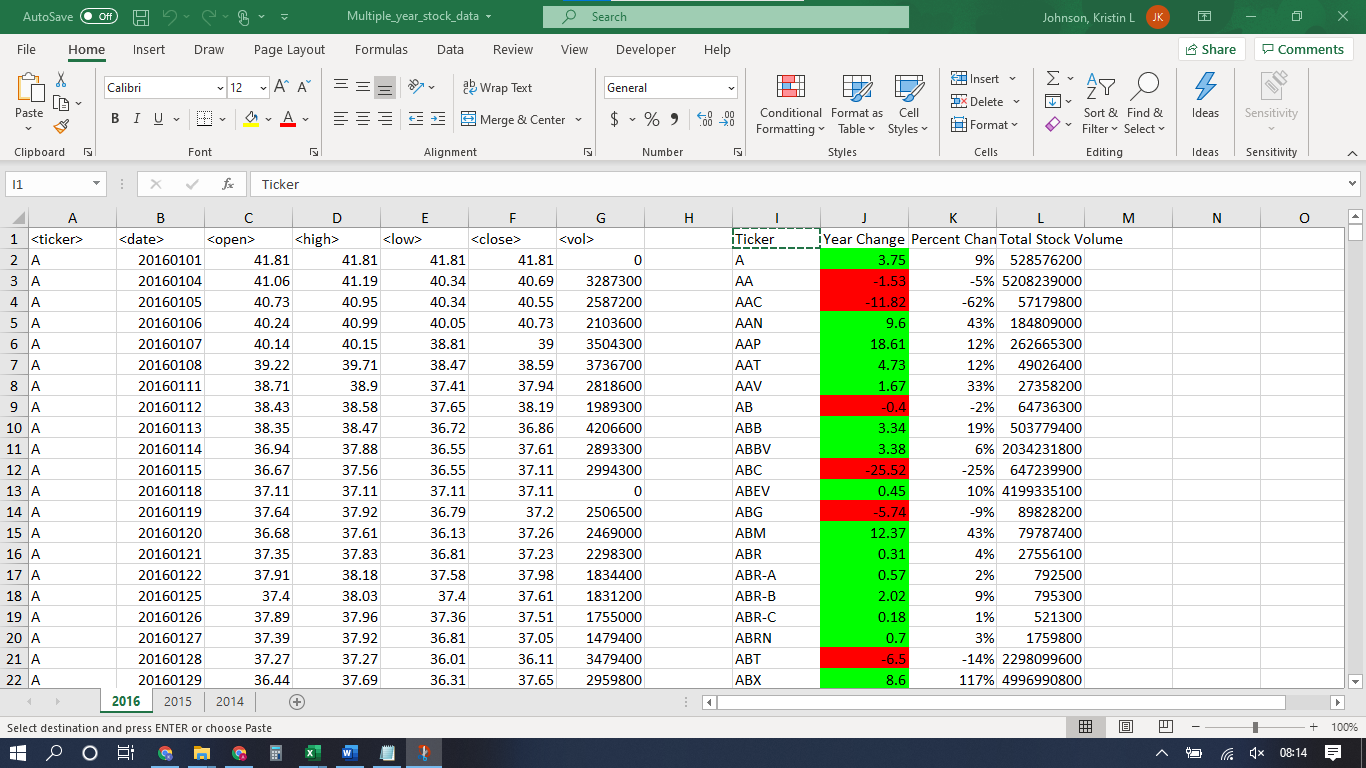 AutoSave Off Multiple_year_stock_data Search Johnson, Kristin L JK
File Home Insert Draw Page Layout Formulas Data Review View Developer Help Share Comments
Paste Calibri 12 A A ab Wrap Text General Insert Σ
B I U A Merge & Center $ % Conditional Formatting Format as Table Cell Styles Delete Format Sort & Filter Find & Select Ideas Sensitivity
Clipboard Font Alignment Number Styles Cells Editing Ideas Sensitivity
I1 fx Ticker
A B C D E F G H I J K L M N O
1 <ticker> <date> <open> <high> <low> <close> <vol> Ticker Year Change Percent Chan Total Stock Volume
2 A 20160101 41.81 41.81 41.81 41.81 0 A 3.75 9% 528576200
3 A 20160104 41.06 41.19 40.34 40.69 3287300 AA -1.53 -5% 5208239000
4 A 20160105 40.73 40.95 40.34 40.55 2587200 AAC -11.82 -62% 57179800
5 A 20160106 40.24 40.99 40.05 40.73 2103600 AAN 9.6 43% 184809000
6 A 20160107 40.14 40.15 38.81 39 3504300 AAP 18.61 12% 262665300
7 A 20160108 39.22 39.71 38.47 38.59 3736700 AAT 4.73 12% 49026400
8 A 20160111 38.71 38.9 37.41 37.94 2818600 AAV 1.67 33% 27358200
9 A 20160112 38.43 38.58 37.65 38.19 1989300 AB -0.4 -2% 64736300
10 A 20160113 38.35 38.47 36.72 36.86 4206600 ABB 3.34 19% 503779400
11 A 20160114 36.94 37.88 36.55 37.61 2893300 ABBV 3.38 6% 2034231800
12 A 20160115 36.67 37.56 36.55 37.11 2994300 ABC -25.52 -25% 647239900
13 A 20160118 37.11 37.11 37.11 37.11 0 ABEV 0.45 10% 4199335100
14 A 20160119 37.64 37.92 36.79 37.2 2506500 ABG -5.74 -9% 89828200
15 A 20160120 36.68 37.61 36.13 37.26 2469000 ABM 12.37 43% 79787400
16 A 20160121 37.35 37.83 36.81 37.23 2298300 ABR 0.31 4% 27556100
17 A 20160122 37.91 38.18 37.58 37.98 1834400 ABR-A 0.57 2% 792500
18 A 20160125 37.4 38.03 37.4 37.61 1831200 ABR-B 2.02 9% 795300
19 A 20160126 37.89 37.96 37.36 37.51 1755000 ABR-C 0.18 1% 521300
20 A 20160127 37.39 37.92 36.81 37.05 1479400 ABRN 0.7 3% 1759800
21 A 20160128 37.27 37.27 36.01 36.11 3479400 ABT -6.5 -14% 2298099600
22 A 20160129 36.44 37.69 36.31 37.65 2959800 ABX 8.6 117% 4996990800
2016 2015 2014
Select destination and press ENTER or choose Paste 100%
08:14